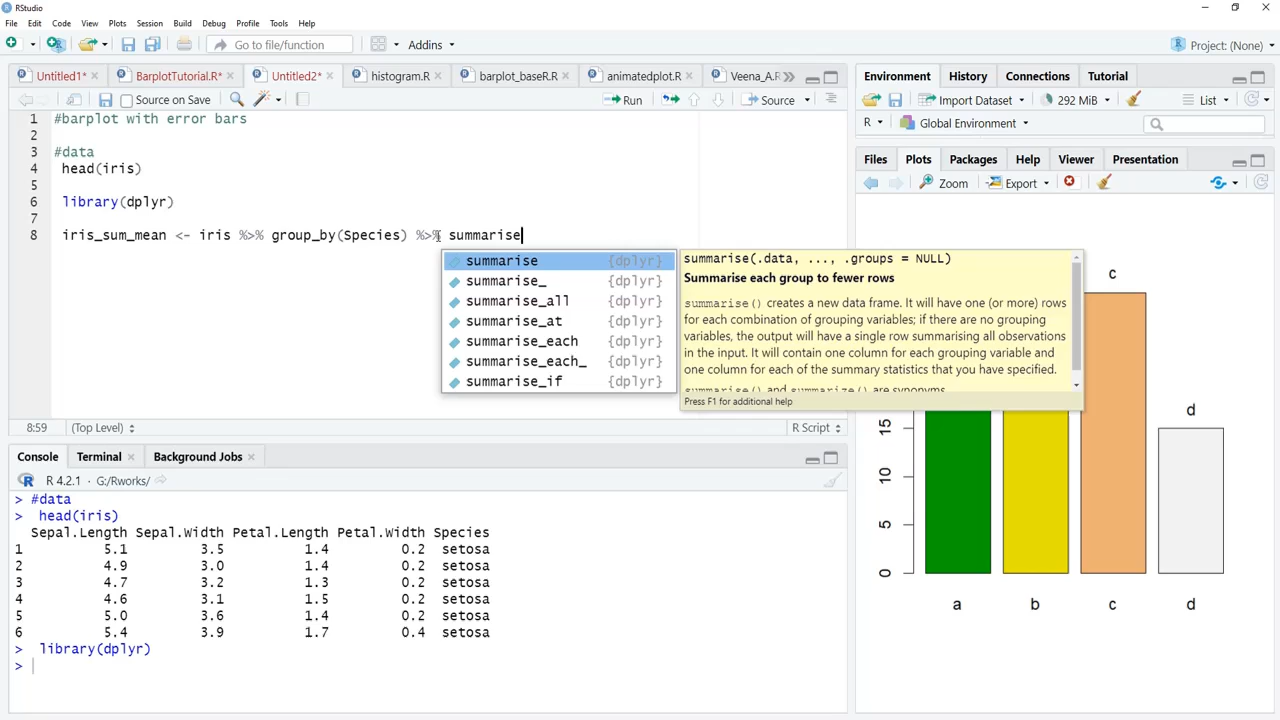 RStudio
File Edit Code View Plots Session Build Debug Profile Tools Help
Go to file/function Addins Project: (None)
Untitled1* BarplotTutorial.R* Untitled2* histogram.R barplot_baseR.R animatedplot.R Veena_A.R
Source on Save Run Source
1 #barplot with error bars
2
3 #data
4 head(iris)
5
6 library(dplyr)
7
8 iris_sum_mean <- iris %>% group_by(Species) %>% summarise
summarise {dplyr}
summarise_ {dplyr}
summarise_all {dplyr}
summarise_at {dplyr}
summarise_each {dplyr}
summarise_each_ {dplyr}
summarise_if {dplyr}
summarise(.data, ..., .groups = NULL)
Summarise each group to fewer rows
summarise() creates a new data frame. It will have one (or more) rows
for each combination of grouping variables; if there are no grouping
variables, the output will have a single row summarising all observations
in the input. It will contain one column for each grouping variable and
one column for each of the summary statistics that you have specified.
summarise() and summarize() are synonyms
Press F1 for additional help
8:59 (Top Level) R Script
Console Terminal Background Jobs
R 4.2.1 · G:/Rworks/
> #data
> head(iris)
Sepal.Length Sepal.Width Petal.Length Petal.Width Species
1 5.1 3.5 1.4 0.2 setosa
2 4.9 3.0 1.4 0.2 setosa
3 4.7 3.2 1.3 0.2 setosa
4 4.6 3.1 1.5 0.2 setosa
5 5.0 3.6 1.4 0.2 setosa
6 5.4 3.9 1.7 0.4 setosa
> library(dplyr)
>
Environment History Connections Tutorial
Import Dataset 292 MiB List
R Global Environment
Files Plots Packages Help Viewer Presentation
Zoom Export
c
d
15
10
5
0
a b c d